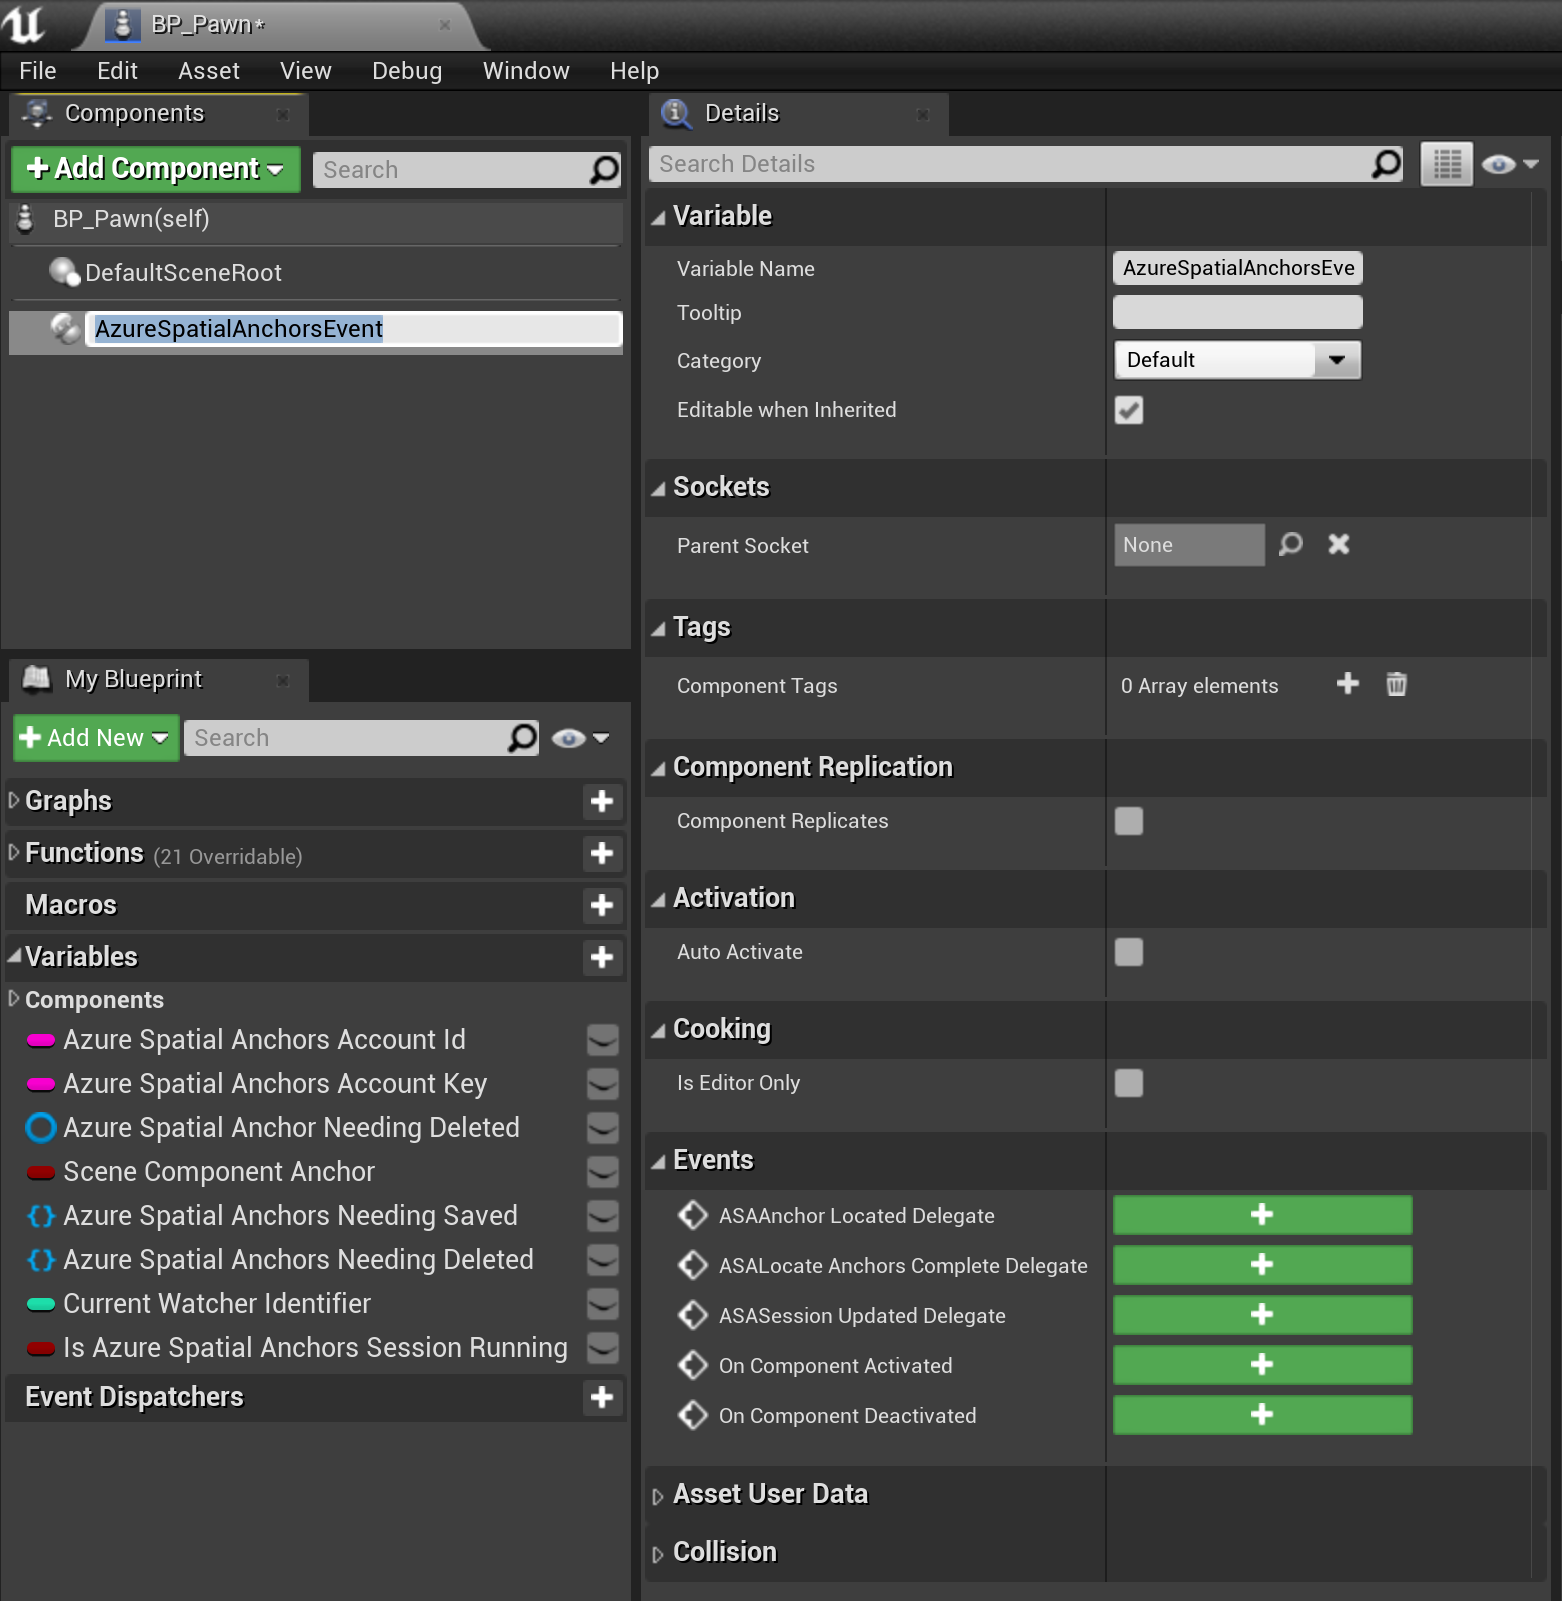 BP_Pawn*
File Edit Asset View Debug Window Help
Components
Add Component
Search
BP_Pawn(self)
DefaultSceneRoot
AzureSpatialAnchorsEvent
My Blueprint
Add New
Search
Graphs
Functions (21 Overridable)
Macros
Variables
Components
Azure Spatial Anchors Account Id
Azure Spatial Anchors Account Key
Azure Spatial Anchor Needing Deleted
Scene Component Anchor
Azure Spatial Anchors Needing Saved
Azure Spatial Anchors Needing Deleted
Current Watcher Identifier
Is Azure Spatial Anchors Session Running
Event Dispatchers
Details
Search Details
Variable
Variable Name AzureSpatialAnchorsEve
Tooltip
Category Default
Editable when Inherited
Sockets
Parent Socket None
Tags
Component Tags 0 Array elements
Component Replication
Component Replicates
Activation
Auto Activate
Cooking
Is Editor Only
Events
ASAAnchor Located Delegate
ASALocate Anchors Complete Delegate
ASASession Updated Delegate
On Component Activated
On Component Deactivated
Asset User Data
Collision